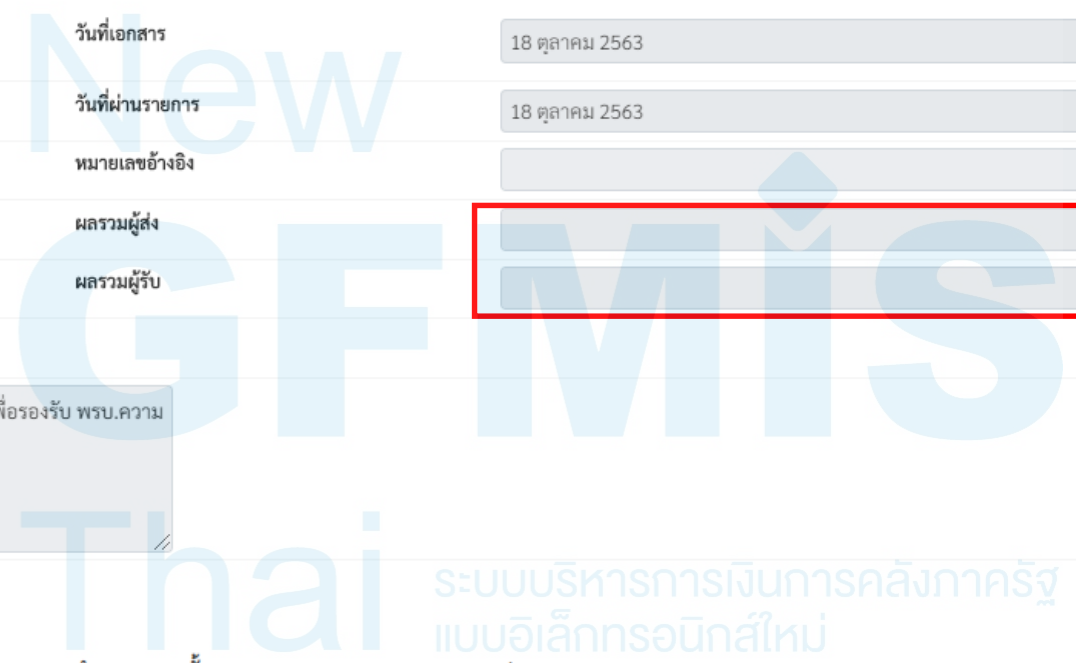 วันที่เอกสาร
18 ตุลาคม 2563
วันที่ผ่านรายการ
18 ตุลาคม 2563
หมายเลขอ้างอิง
ผลรวมผู้ส่ง
ผลรวมผู้รับ
พื่อรองรับ พรบ.ความ
New
GFMIS
Thai
ระบบบริหารการเงินการคลังภาครัฐ
แบบอิเล็กทรอนิกส์ใหม่